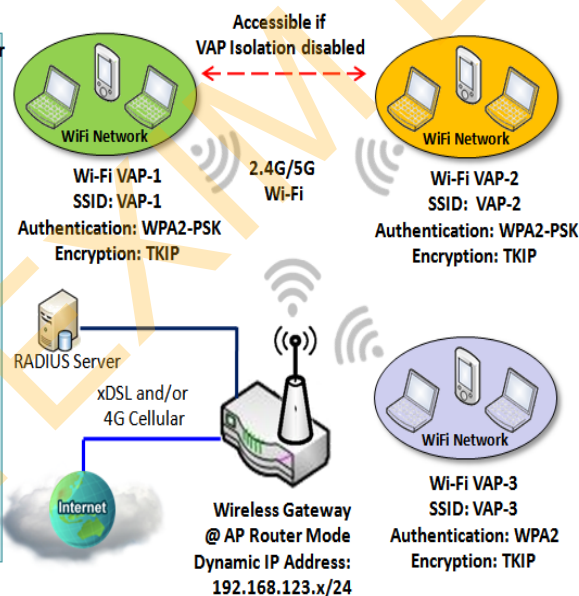 Accessible if
VAP Isolation disabled
WiFi Network
WiFi Network
Wi-Fi VAP-1
SSID: VAP-1
Authentication: WPA2-PSK
Encryption: TKIP
2.4G/5G
Wi-Fi
Wi-Fi VAP-2
SSID: VAP-2
Authentication: WPA2-PSK
Encryption: TKIP
RADIUS Server
xDSL and/or
4G Cellular
Internet
Wireless Gateway
@ AP Router Mode
Dynamic IP Address:
192.168.123.x/24
WiFi Network
Wi-Fi VAP-3
SSID: VAP-3
Authentication: WPA2
Encryption: TKIP